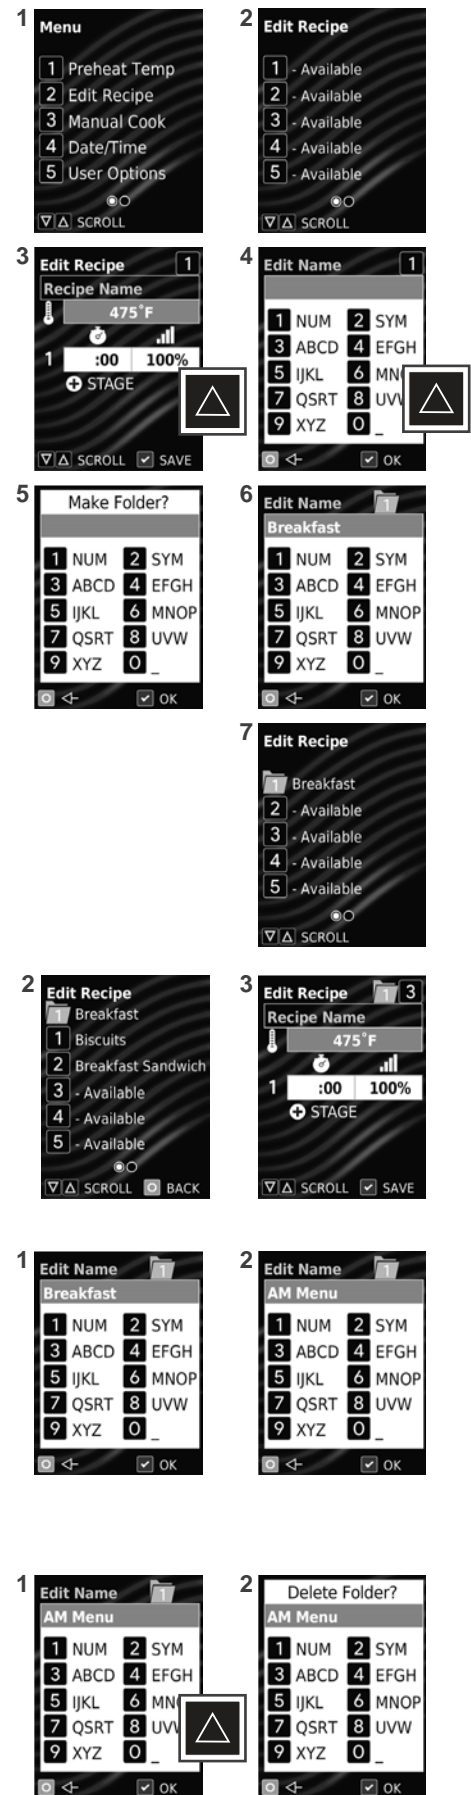 1
Menu
1 Preheat Temp
2 Edit Recipe
3 Manual Cook
4 Date/Time
5 User Options
SCROLL
2
Edit Recipe
1 - Available
2 - Available
3 - Available
4 - Available
5 - Available
SCROLL
3
Edit Recipe 1
Recipe Name
475°F
1 :00 100%
STAGE
SCROLL SAVE
4
Edit Name 1
1 NUM 2 SYM
3 ABCD 4 EFGH
5 IJKL 6 MN
7 QSRT 8 UV
9 XYZ 0 _
OK
5
Make Folder?
1 NUM 2 SYM
3 ABCD 4 EFGH
5 IJKL 6 MNOP
7 QSRT 8 UVW
9 XYZ 0 _
OK
6
Edit Name 1
Breakfast
1 NUM 2 SYM
3 ABCD 4 EFGH
5 IJKL 6 MNOP
7 QSRT 8 UVW
9 XYZ 0 _
OK
7
Edit Recipe
1 Breakfast
2 - Available
3 - Available
4 - Available
5 - Available
SCROLL
2
Edit Recipe
1 Breakfast
1 Biscuits
2 Breakfast Sandwich
3 - Available
4 - Available
5 - Available
SCROLL BACK
3
Edit Recipe 1 3
Recipe Name
475°F
1 :00 100%
STAGE
SCROLL SAVE
1
Edit Name 1
Breakfast
1 NUM 2 SYM
3 ABCD 4 EFGH
5 IJKL 6 MNOP
7 QSRT 8 UVW
9 XYZ 0 _
OK
2
Edit Name 1
AM Menu
1 NUM 2 SYM
3 ABCD 4 EFGH
5 IJKL 6 MNOP
7 QSRT 8 UVW
9 XYZ 0 _
OK
1
Edit Name 1
AM Menu
1 NUM 2 SYM
3 ABCD 4 EFGH
5 IJKL 6 MN
7 QSRT 8 UV
9 XYZ 0 _
OK
2
Delete Folder?
AM Menu
1 NUM 2 SYM
3 ABCD 4 EFGH
5 IJKL 6 MNOP
7 QSRT 8 UVW
9 XYZ 0 _
OK